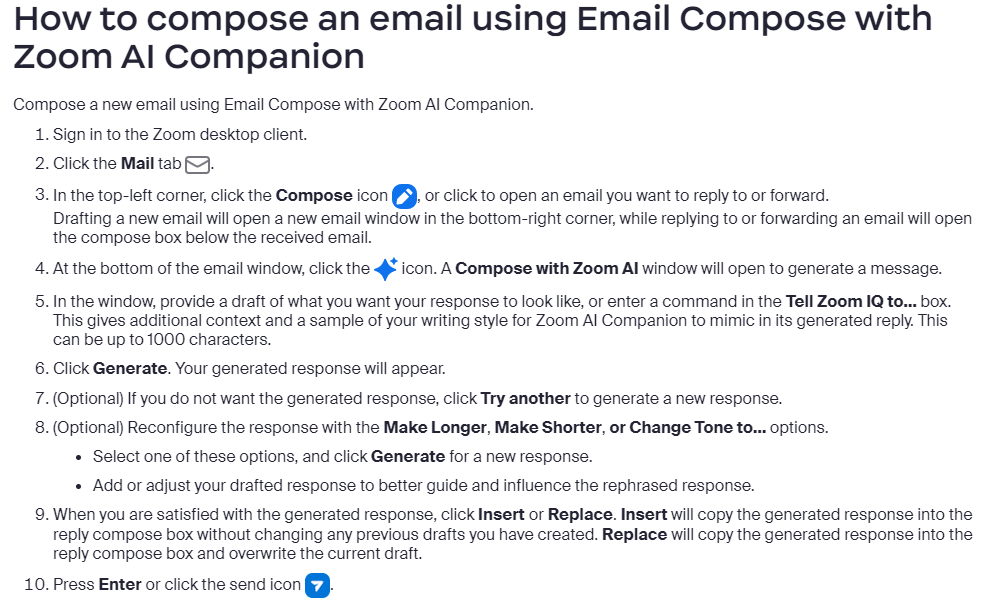 How to compose an email using Email Compose with
Zoom AI Companion
Compose a new email using Email Compose with Zoom AI Companion.
1. Sign in to the Zoom desktop client.
2. Click the Mail tab.
3. In the top-left corner, click the Compose icon, or click to open an email you want to reply to or forward.
Drafting a new email will open a new email window in the bottom-right corner, while replying to or forwarding an email will open
the compose box below the received email.
4. At the bottom of the email window, click the icon. A Compose with Zoom AI window will open to generate a message.
5. In the window, provide a draft of what you want your response to look like, or enter a command in the Tell Zoom IQ to... box.
This gives additional context and a sample of your writing style for Zoom AI Companion to mimic in its generated reply. This
can be up to 1000 characters.
6. Click Generate. Your generated response will appear.
7. (Optional) If you do not want the generated response, click Try another to generate a new response.
8. (Optional) Reconfigure the response with the Make Longer, Make Shorter, or Change Tone to... options.
• Select one of these options, and click Generate for a new response.
• Add or adjust your drafted response to better guide and influence the rephrased response.
9. When you are satisfied with the generated response, click Insert or Replace. Insert will copy the generated response into the
reply compose box without changing any previous drafts you have created. Replace will copy the generated response into the
reply compose box and overwrite the current draft.
10. Press Enter or click the send icon.